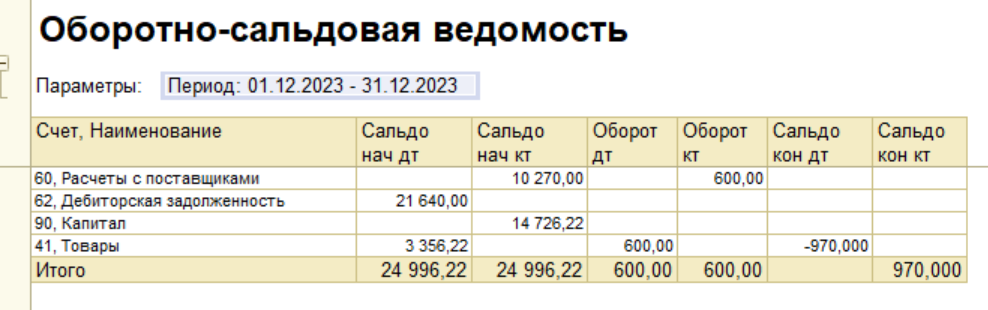 Оборотно-сальдовая ведомость
Параметры: Период: 01.12.2023 - 31.12.2023
Счет, Наименование Сальдо нач дт Сальдо нач кт Оборот дт Оборот кт Сальдо кон дт Сальдо кон кт
60, Расчеты с поставщиками 10 270,00 600,00
62, Дебиторская задолженность 21 640,00
90, Капитал 14 726,22
41, Товары 3 356,22 600,00 -970,000
Итого 24 996,22 24 996,22 600,00 600,00 970,000